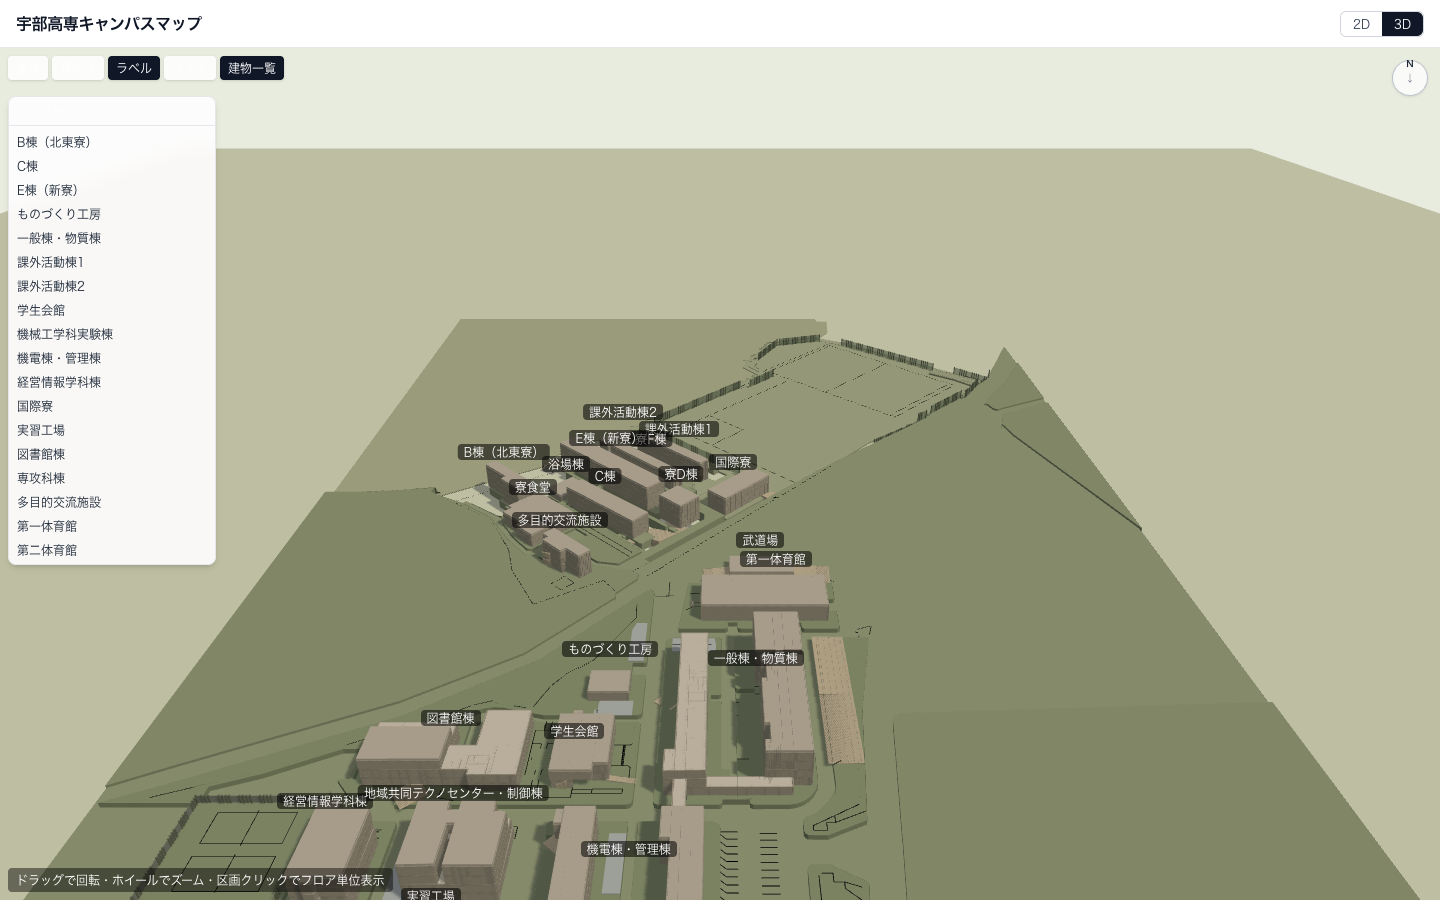 宇部高専キャンパスマップ
2D 3D
ラベル 建物一覧
N
↓
B棟（北東寮）
C棟
E棟（新寮）
ものづくり工房
一般棟・物質棟
課外活動棟1
課外活動棟2
学生会館
機械工学科実験棟
機電棟・管理棟
経営情報学科棟
国際寮
実習工場
図書館棟
専攻科棟
多目的交流施設
第一体育館
第二体育館
課外活動棟2
課外活動棟1
E棟（新寮）
寮F棟
B棟（北東寮）
浴場棟
国際寮
C棟
寮D棟
寮食堂
多目的交流施設
武道場
第一体育館
ものづくり工房
一般棟・物質棟
図書館棟
学生会館
地域共同テクノセンター・制御棟
経営情報学科棟
機電棟・管理棟
実習工場
ドラッグで回転・ホイールでズーム・区画クリックでフロア単位表示